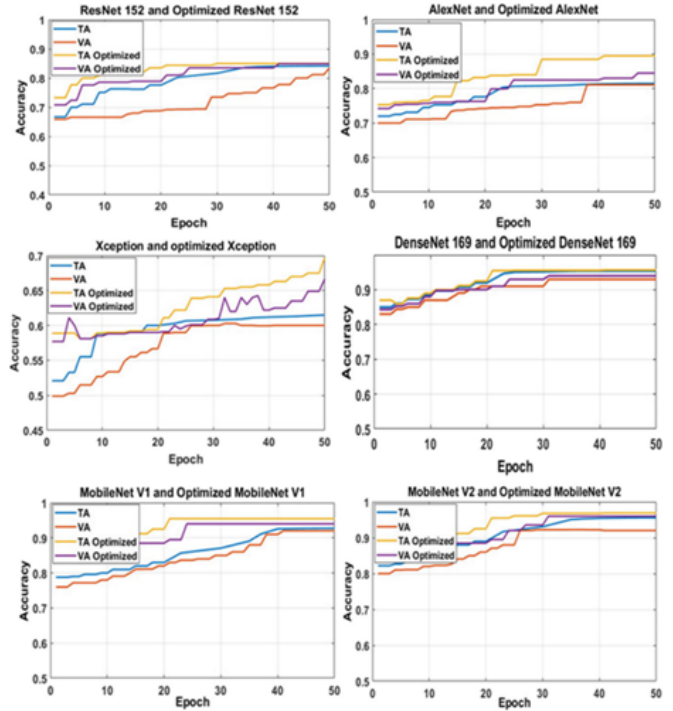 ResNet 152 and Optimized ResNet 152
TA
VA
TA Optimized
VA Optimized
1
0.9
0.8
0.7
0.6
0.5
0.4
0 10 20 30 40 50
Accuracy
Epoch
AlexNet and Optimized AlexNet
TA
VA
TA Optimized
VA Optimized
1
0.9
0.8
0.7
0.6
0.5
0 10 20 30 40 50
Accuracy
Epoch
Xception and optimized Xception
TA
VA
TA Optimized
VA Optimized
0.7
0.65
0.6
0.55
0.5
0.45
0 10 20 30 40 50
Accuracy
Epoch
DenseNet 169 and Optimized DenseNet 169
TA
VA
TA Optimized
VA Optimized
0.9
0.8
0.7
0.6
0.5
0 10 20 30 40 50
Accuracy
Epoch
MobileNet V1 and Optimized MobileNet V1
TA
VA
TA Optimized
VA Optimized
1
0.9
0.8
0.7
0.6
0.5
0 10 20 30 40 50
Accuracy
Epoch
MobileNet V2 and Optimized MobileNet V2
TA
VA
TA Optimized
VA Optimized
1
0.9
0.8
0.7
0.6
0.5
0 10 20 30 40 50
Accuracy
Epoch